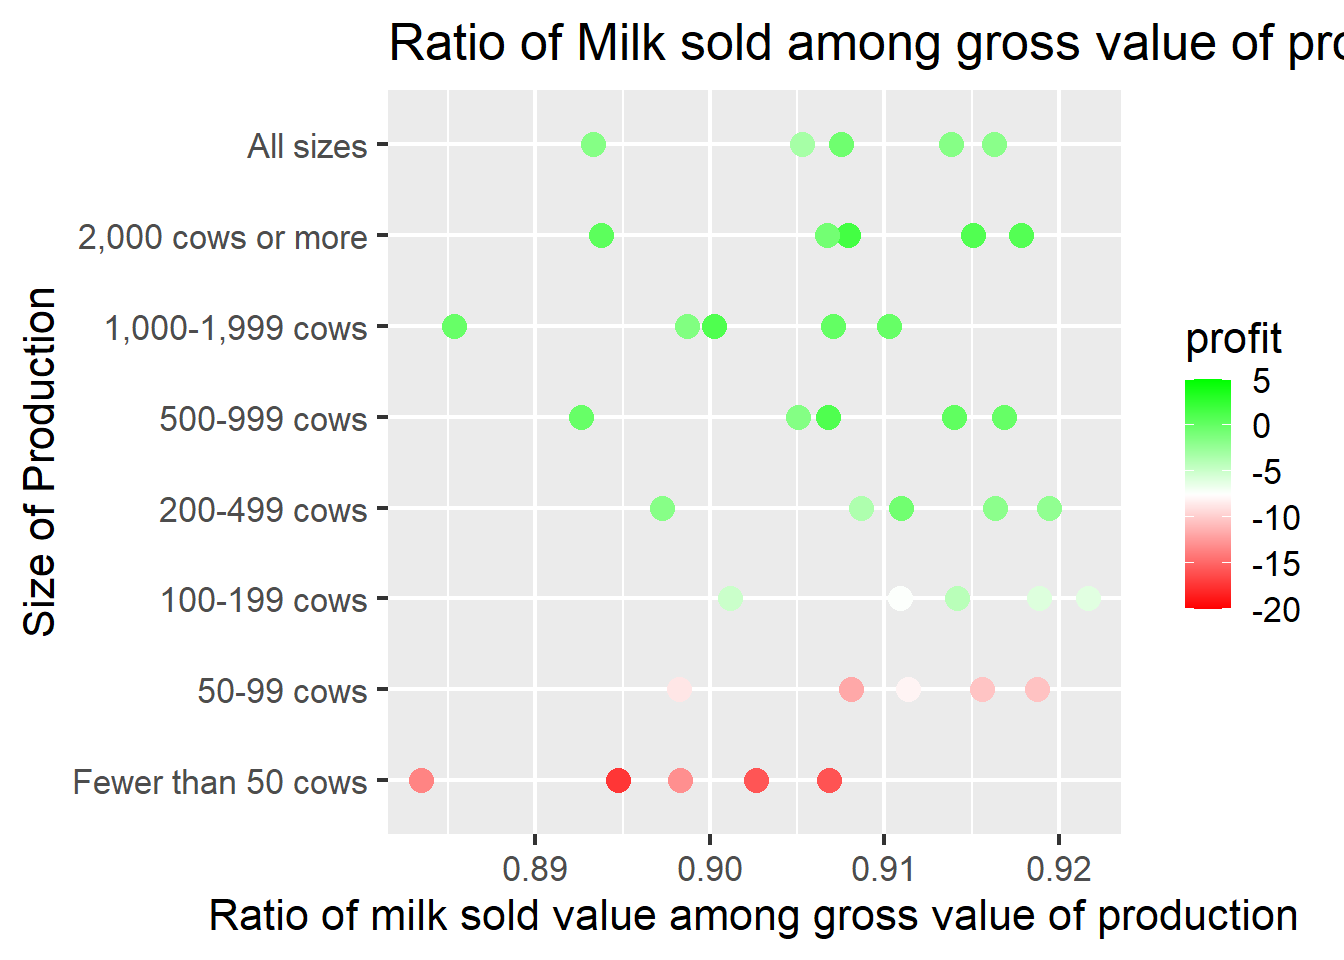 Ratio of Milk sold among gross value of pro
All sizes
2,000 cows or more
1,000-1,999 cows
500-999 cows
200-499 cows
100-199 cows
50-99 cows
Fewer than 50 cows
Size of Production
0.89 0.90 0.91 0.92
Ratio of milk sold value among gross value of production
profit
5
0
-5
-10
-15
-20